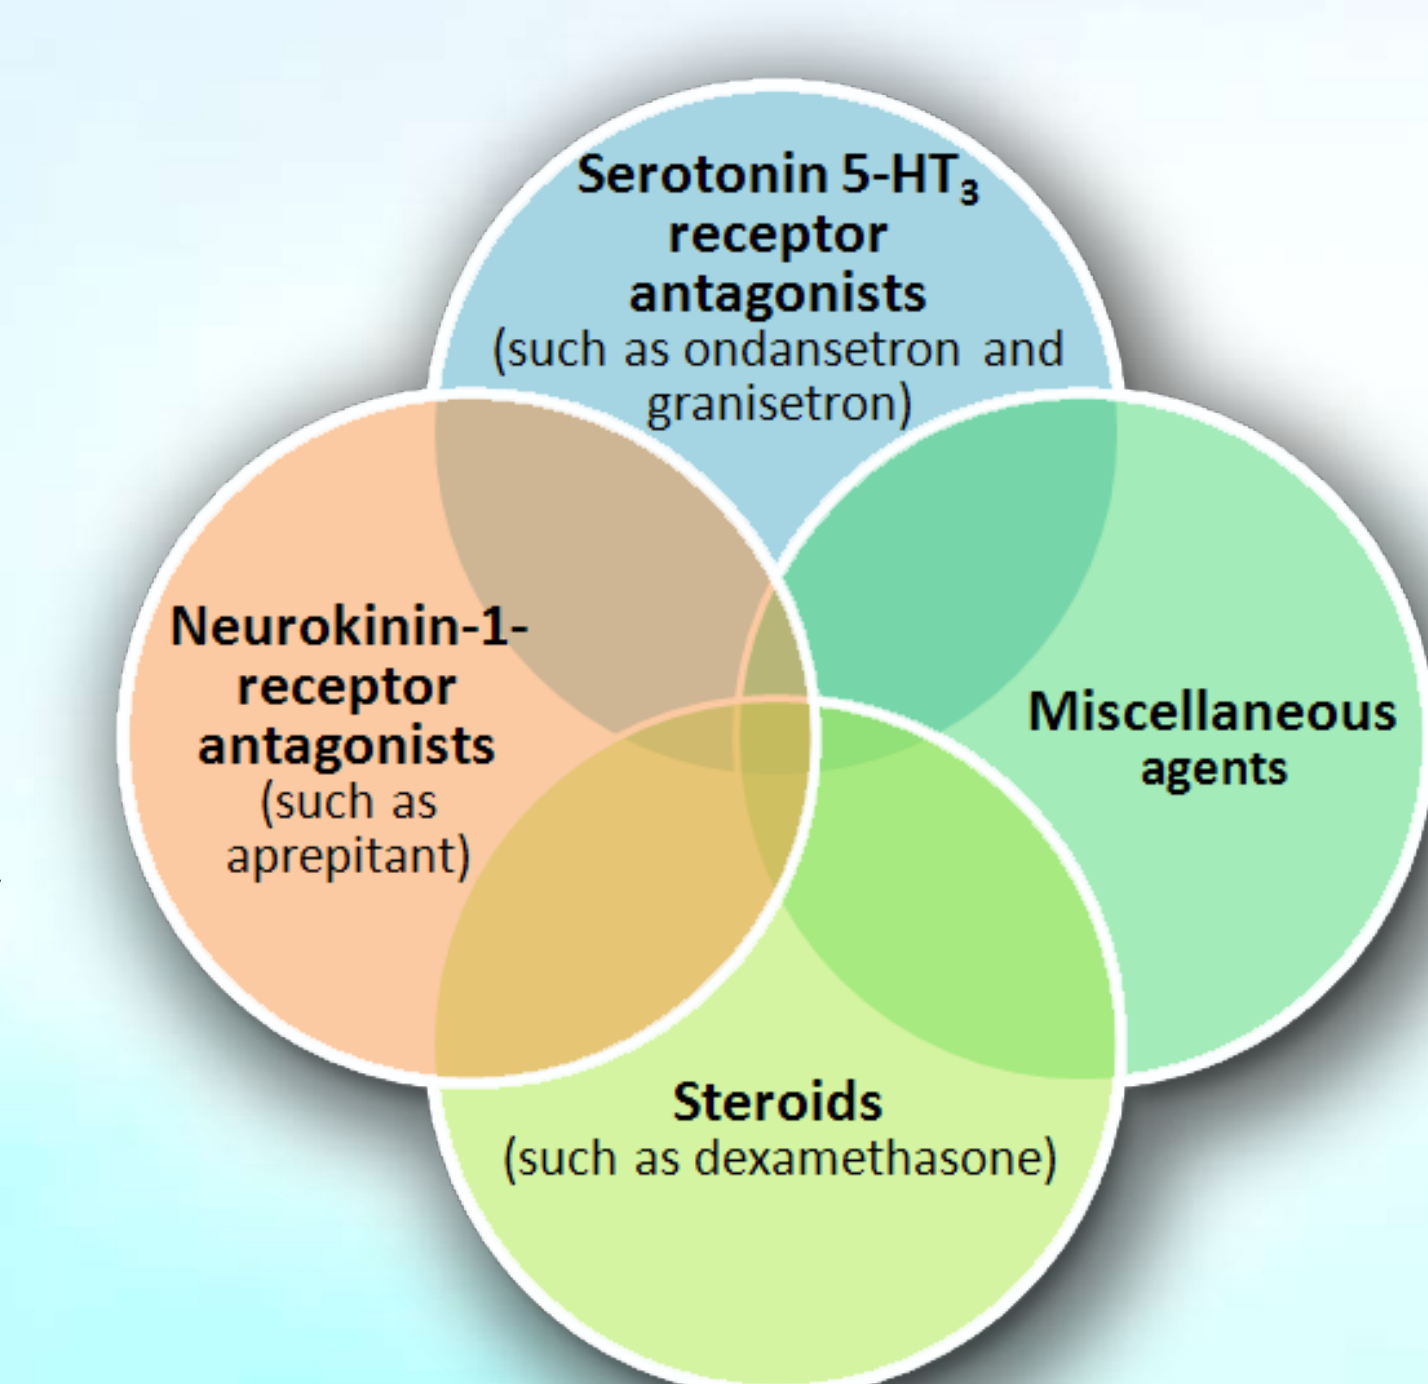 Serotonin 5-HT₃
receptor
antagonists
(such as ondansetron and
granisetron)
Neurokinin-1-
receptor
antagonists
(such as
aprepitant)
Miscellaneous
agents
Steroids
(such as dexamethasone)